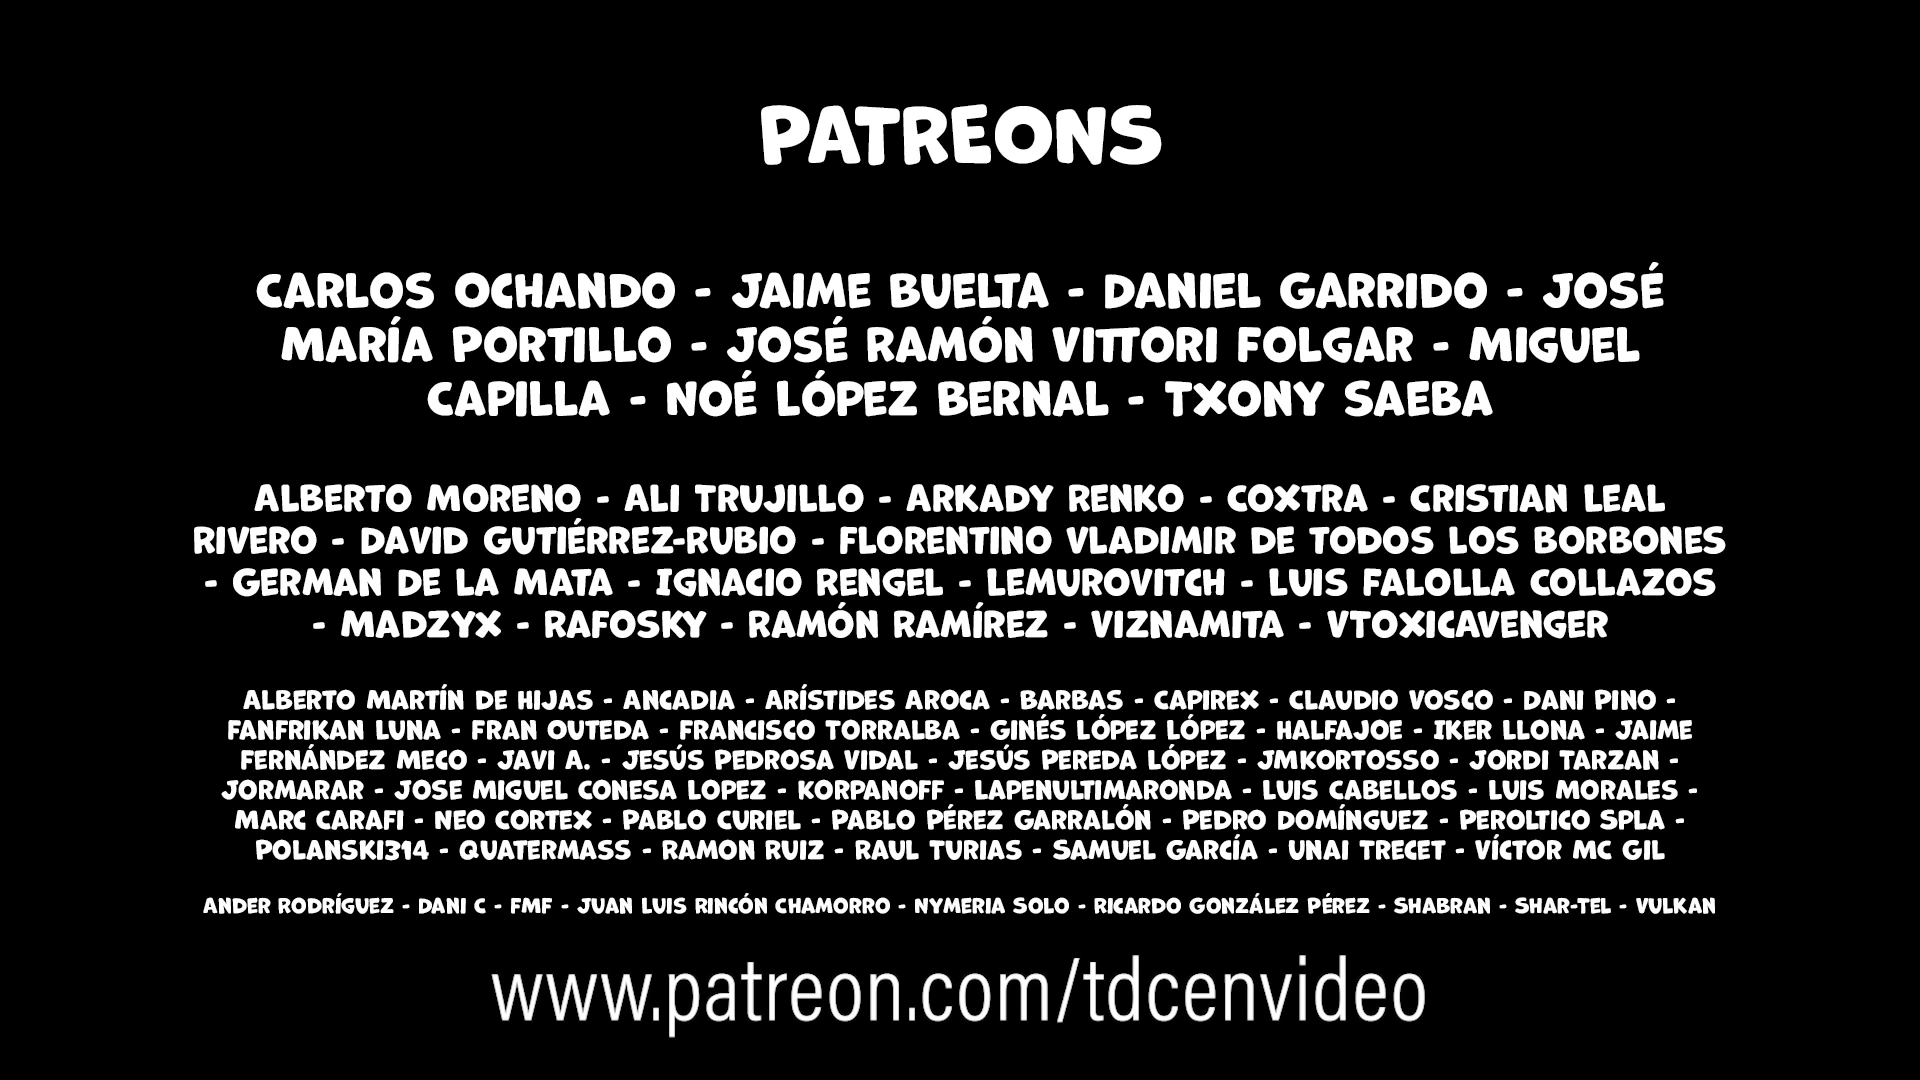 PATREONS
CARLOS OCHANDO - JAIME BUELTA - DANIEL GARRIDO - JOSÉ
MARÍA PORTILLO - JOSÉ RAMÓN VITTORI FOLGAR - MIGUEL
CAPILLA - NOÉ LÓPEZ BERNAL - TXONY SAEBA
ALBERTO MORENO - ALI TRUJILLO - ARKADY RENKO - COXTRA - CRISTIAN LEAL
RIVERO - DAVID GUTIÉRREZ-RUBIO - FLORENTINO VLADIMIR DE TODOS LOS BORBONES
- GERMAN DE LA MATA - IGNACIO RENGEL - LEMUROVITCH - LUIS FALOLLA COLLAZOS
- MADZYX - RAFOSKY - RAMÓN RAMÍREZ - VIZNAMITA - VTOXICAVENGER
ALBERTO MARTÍN DE HIJAS - ANCADIA - ARÍSTIDES AROCA - BARBAS - CAPIREX - CLAUDIO VOSCO - DANI PINO -
FANFRIKAN LUNA - FRAN OUTEDA - FRANCISCO TORRALBA - GINÉS LÓPEZ LÓPEZ - HALFAJOE - IKER LLONA - JAIME
FERNÁNDEZ MECO - JAVI A. - JESÚS PEDROSA VIDAL - JESÚS PEREDA LÓPEZ - JMKORTOSSO - JORDI TARZAN -
JORMARAR - JOSE MIGUEL CONESA LOPEZ - KORPANOFF - LAPENULTIMARONDA - LUIS CABELLOS - LUIS MORALES -
MARC CARAFI - NEO CORTEX - PABLO CURIEL - PABLO PÉREZ GARRALÓN - PEDRO DOMÍNGUEZ - PEROLTICO SPLA -
POLANSKI314 - QUATERMASS - RAMON RUIZ - RAUL TURIAS - SAMUEL GARCÍA - UNAI TRECET - VÍCTOR MC GIL
ANDER RODRÍGUEZ - DANI C - FMF - JUAN LUIS RINCÓN CHAMORRO - NYMERIA SOLO - RICARDO GONZÁLEZ PÉREZ - SHABRAN - SHAR-TEL - VULKAN
www.patreon.com/tdcenvideo